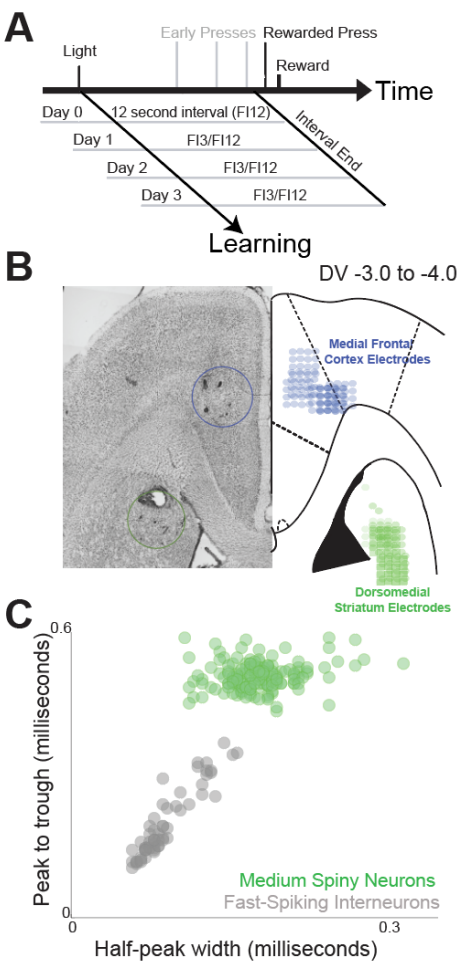 A
Early Presses
Rewarded Press
Light
Reward
Time
Day 0
12 second interval (FI12)
Day 1
FI3/FI12
Day 2
FI3/FI12
Day 3
FI3/FI12
Interval End
Learning
B
DV -3.0 to -4.0
Medial Frontal
Cortex Electrodes
Dorsomedial
Striatum Electrodes
C
0.6
Peak to trough (milliseconds)
Medium Spiny Neurons
Fast-Spiking Interneurons
0
0
0.3
Half-peak width (milliseconds)